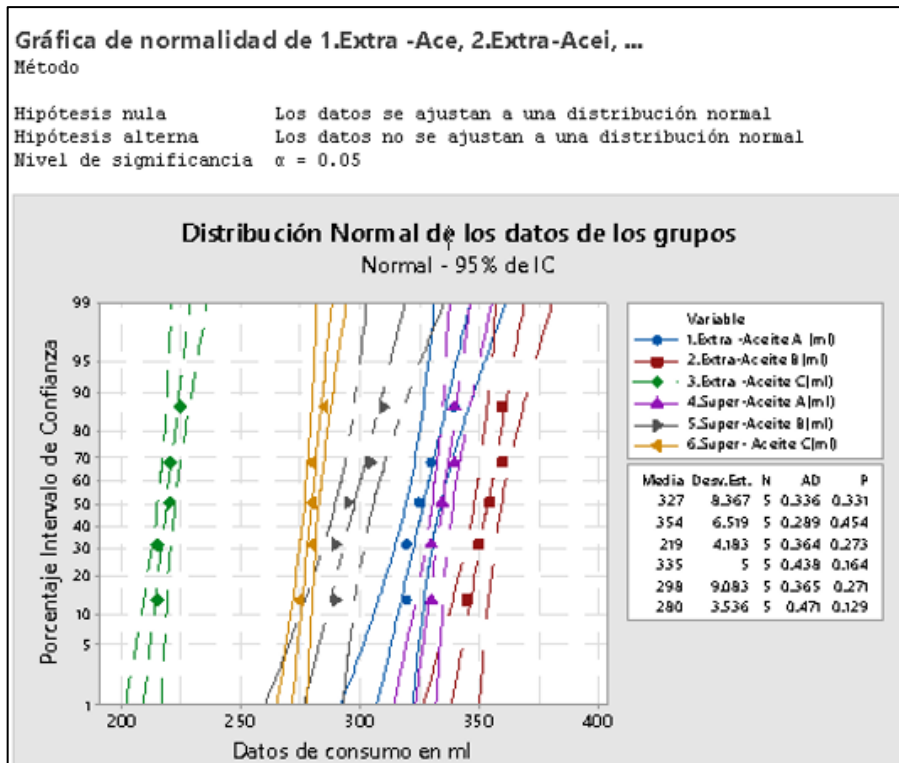 Gráfica de normalidad de 1.Extra -Ace, 2.Extra-Acei, ...
Método
Hipótesis nula Los datos se ajustan a una distribución normal
Hipótesis alterna Los datos no se ajustan a una distribución normal
Nivel de significancia α = 0.05
Distribución Normal de los datos de los grupos
Normal - 95% de IC
Porcentaje Intervalo de Confianza
99
95
90
80
70
60
50
40
30
20
10
5
1
200 250 300 350 400
Datos de consumo en ml
Variable
1.Extra -Aceite A (ml)
2.Extra-Aceite B(ml)
3.Extra -Aceite C(ml)
4.Super-Aceite A(ml)
5.Super-Aceite B(ml)
6.Super- Aceite C(ml)
Media Desv.Est. N AD P
327 8.367 5 0.336 0.331
354 6.519 5 0.289 0.454
219 4.183 5 0.364 0.273
335 5 5 0.438 0.164
298 9.083 5 0.365 0.271
280 3.536 5 0.471 0.129